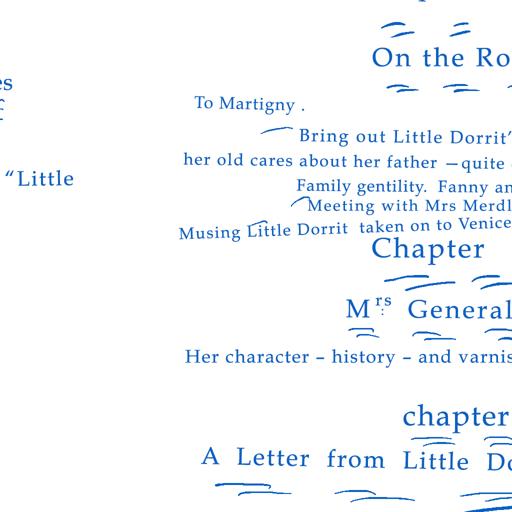 es
"Little
On the Ro
To Martigny .
Bring out Little Dorrit'
her old cares about her father – quite
Family gentility. Fanny an
Meeting with Mrs Merdl
Musing Little Dorrit taken on to Venice
Chapter
Mrs General
Her character – history – and varnis
chapter
A Letter from Little Do